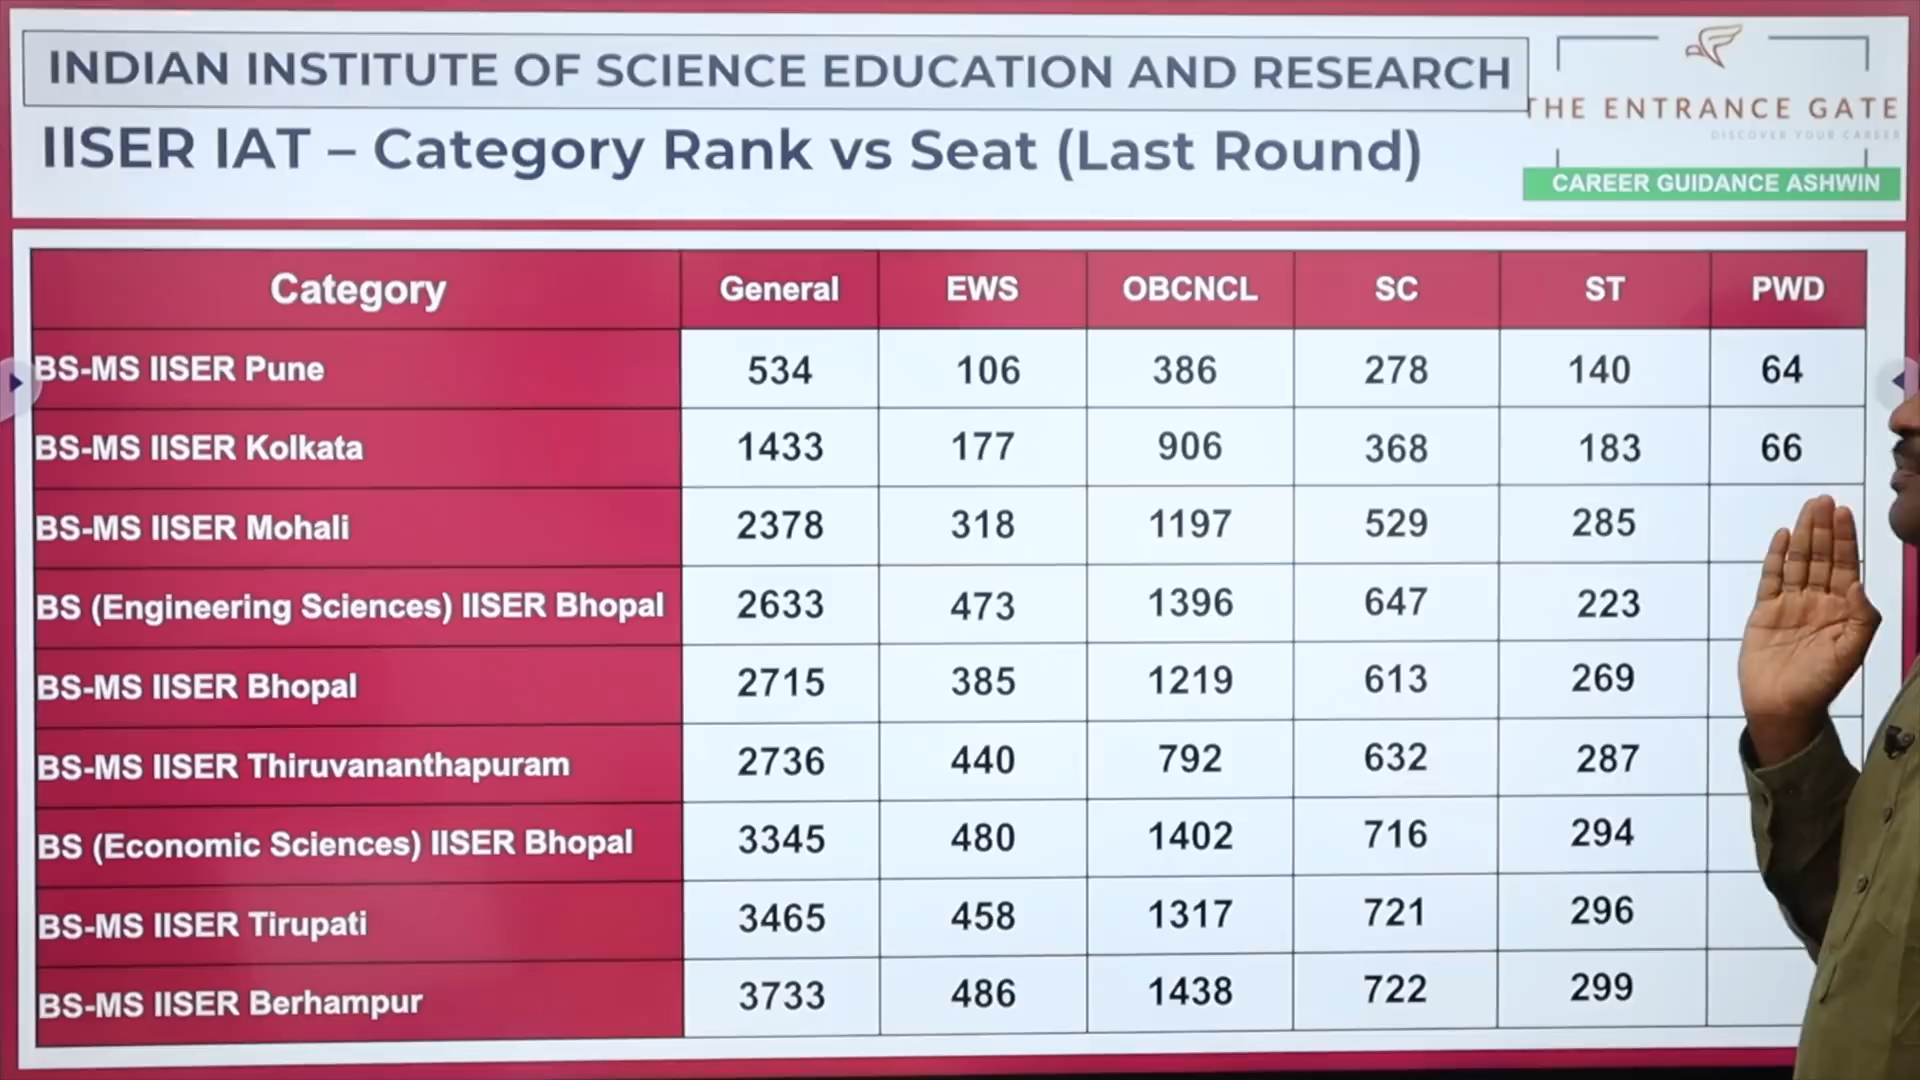 INDIAN INSTITUTE OF SCIENCE EDUCATION AND RESEARCH
IISER IAT – Category Rank vs Seat (Last Round)
THE ENTRANCE GATE
DISCOVER YOUR CAREER
CAREER GUIDANCE ASHWIN
Category General EWS OBCNCL SC ST PWD
BS-MS IISER Pune 534 106 386 278 140 64
BS-MS IISER Kolkata 1433 177 906 368 183 66
BS-MS IISER Mohali 2378 318 1197 529 285
BS (Engineering Sciences) IISER Bhopal 2633 473 1396 647 223
BS-MS IISER Bhopal 2715 385 1219 613 269
BS-MS IISER Thiruvananthapuram 2736 440 792 632 287
BS (Economic Sciences) IISER Bhopal 3345 480 1402 716 294
BS-MS IISER Tirupati 3465 458 1317 721 296
BS-MS IISER Berhampur 3733 486 1438 722 299